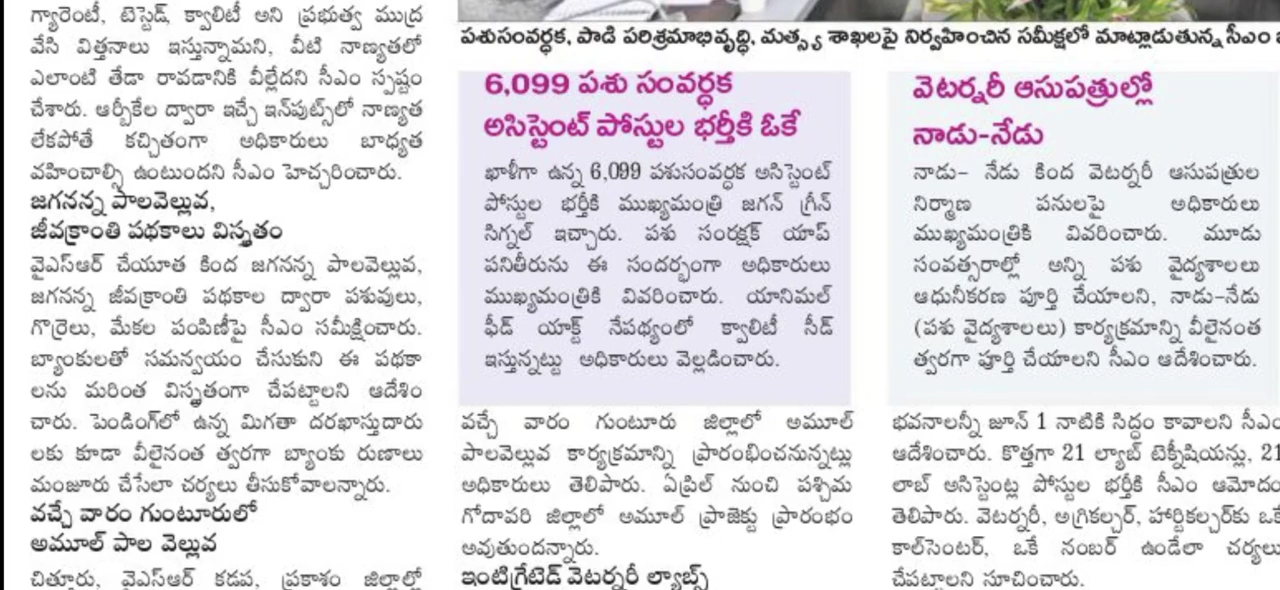 గ్యారెంటీ, టెస్టెడ్, క్వాలిటీ అని ప్రభుత్వ ముద్ర
వేసి విత్తనాలు ఇస్తున్నామని, వీటి నాణ్యతలో
ఎలాంటి తేడా రావడానికి వీల్లేదని సీఎం స్పష్టం
చేశారు. ఆర్బీకేల ద్వారా ఇచ్చే ఇన్‌పుట్స్‌లో నాణ్యత
లేకపోతే కచ్చితంగా అధికారులు బాధ్యత
వహించాల్సి ఉంటుందని సీఎం హెచ్చరించారు.
జగనన్న పాలవెల్లువ,
జీవక్రాంతి పథకాలు విస్తృతం
వైఎస్ఆర్ చేయూత కింద జగనన్న పాలవెల్లువ,
జగనన్న జీవక్రాంతి పథకాల ద్వారా పశువులు,
గొర్రెలు, మేకల పంపిణీపై సీఎం సమీక్షించారు.
బ్యాంకులతో సమన్వయం చేసుకుని ఈ పథకా
లను మరింత విస్తృతంగా చేపట్టాలని ఆదేశిం
చారు. పెండింగ్‌లో ఉన్న మిగతా దరఖాస్తుదారు
లకు కూడా వీలైనంత త్వరగా బ్యాంకు రుణాలు
మంజూరు చేసేలా చర్యలు తీసుకోవాలన్నారు.
వచ్చే వారం గుంటూరులో
అమూల్ పాల వెల్లువ
చిత్తూరు, వైఎస్ఆర్ కడప, ప్రకాశం జిల్లాల్లో
పశుసంవర్ధక, పాడి పరిశ్రమాభివృద్ధి, మత్స్య శాఖలపై నిర్వహించిన సమీక్షలో మాట్లాడుతున్న సీఎం
6,099 పశు సంవర్ధక
అసిస్టెంట్ పోస్టుల భర్తీకి ఓకే
ఖాళీగా ఉన్న 6,099 పశుసంవర్ధక అసిస్టెంట్
పోస్టుల భర్తీకి ముఖ్యమంత్రి జగన్ గ్రీన్
సిగ్నల్ ఇచ్చారు. పశు సంరక్షక్ యాప్
పనితీరును ఈ సందర్భంగా అధికారులు
ముఖ్యమంత్రికి వివరించారు. యానిమల్
ఫీడ్ యాక్ట్ నేపథ్యంలో క్వాలిటీ సీడ్
ఇస్తున్నట్టు అధికారులు వెల్లడించారు.
వచ్చే వారం గుంటూరు జిల్లాలో అమూల్
పాలవెల్లువ కార్యక్రమాన్ని ప్రారంభించనున్నట్లు
అధికారులు తెలిపారు. ఏప్రిల్ నుంచి పశ్చిమ
గోదావరి జిల్లాలో అమూల్ ప్రాజెక్టు ప్రారంభం
అవుతుందన్నారు.
ఇంటిగ్రేటెడ్ వెటర్నరీ ల్యాబ్స్
వెటర్నరీ ఆసుపత్రుల్లో
నాడు-నేడు
నాడు- నేడు కింద వెటర్నరీ ఆసుపత్రుల
నిర్మాణ పనులపై అధికారులు
ముఖ్యమంత్రికి వివరించారు. మూడు
సంవత్సరాల్లో అన్ని పశు వైద్యశాలలు
ఆధునీకరణ పూర్తి చేయాలని, నాడు-నేడు
(పశు వైద్యశాలలు) కార్యక్రమాన్ని వీలైనంత
త్వరగా పూర్తి చేయాలని సీఎం ఆదేశించారు.
భవనాలన్నీ జూన్ 1 నాటికి సిద్ధం కావాలని సీఎం
ఆదేశించారు. కొత్తగా 21 ల్యాబ్ టెక్నీషియన్లు, 21
లాబ్ అసిస్టెంట్ల పోస్టుల భర్తీకి సీఎం ఆమోదం
తెలిపారు. వెటర్నరీ, అగ్రికల్చర్, హార్టికల్చర్‌కు ఒకే
కాల్‌సెంటర్, ఒకే నంబర్ ఉండేలా చర్యలు
చేపట్టాలని సూచించారు.